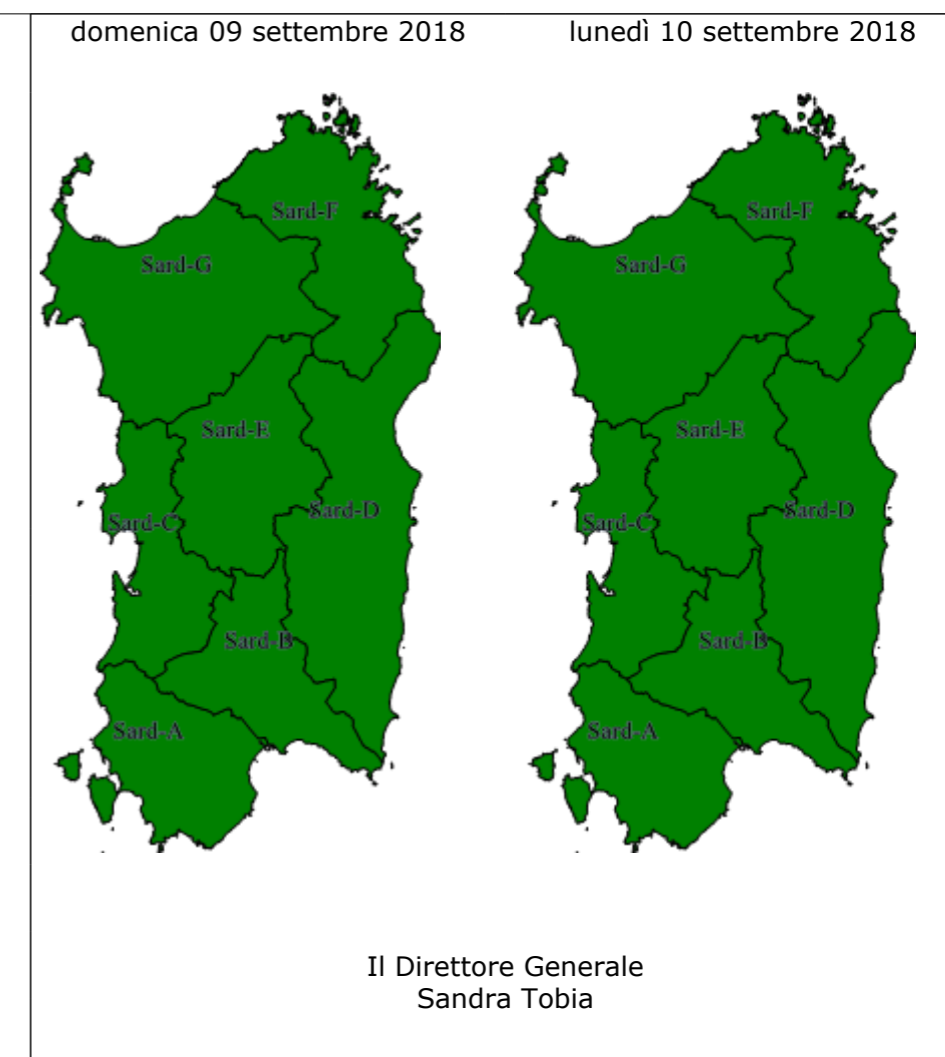 domenica 09 settembre 2018
lunedì 10 settembre 2018
Sard-F
Sard-G
Sard-E
Sard-D
Sard-C
Sard-B
Sard-A
Sard-F
Sard-G
Sard-E
Sard-D
Sard-C
Sard-B
Sard-A
Il Direttore Generale
Sandra Tobia